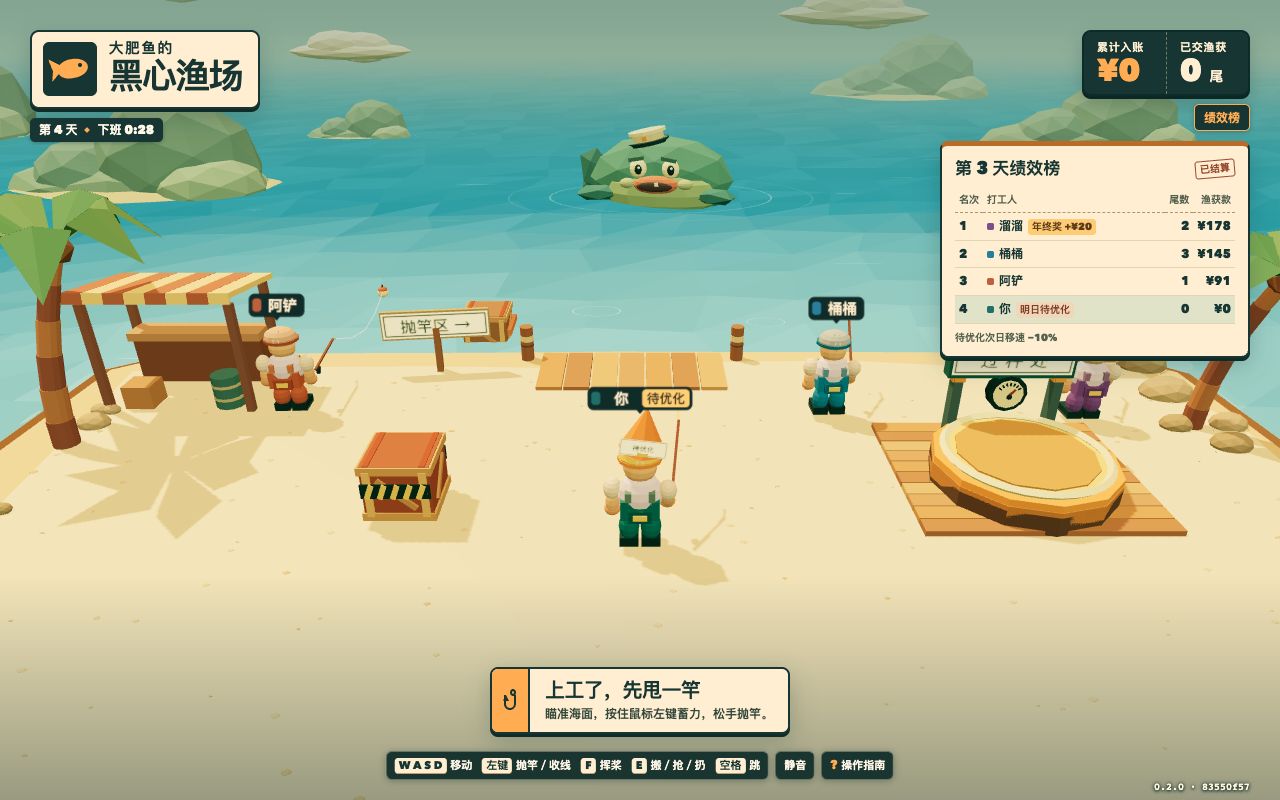 大肥鱼的
黑心渔场
第 4 天 ◆ 下班 0:28
累计入账 已交渔获
¥0 0 尾
绩效榜
第 3 天绩效榜 已结算
名次 打工人 尾数 渔获款
1 溜溜 年终奖 +¥20 2 ¥178
2 桶桶 3 ¥145
3 阿铲 1 ¥91
4 你 明日待优化 0 ¥0
待优化次日移速 −10%
阿铲
桶桶
抛竿区 →
过秤处
你 待优化
待优化
上工了，先甩一竿
瞄准海面，按住鼠标左键蓄力，松手抛竿。
W A S D 移动 左键 抛竿 / 收线 F 挥桨 E 搬 / 抢 / 扔 空格 跳 静音 ? 操作指南
0.2.0 · 83550f57